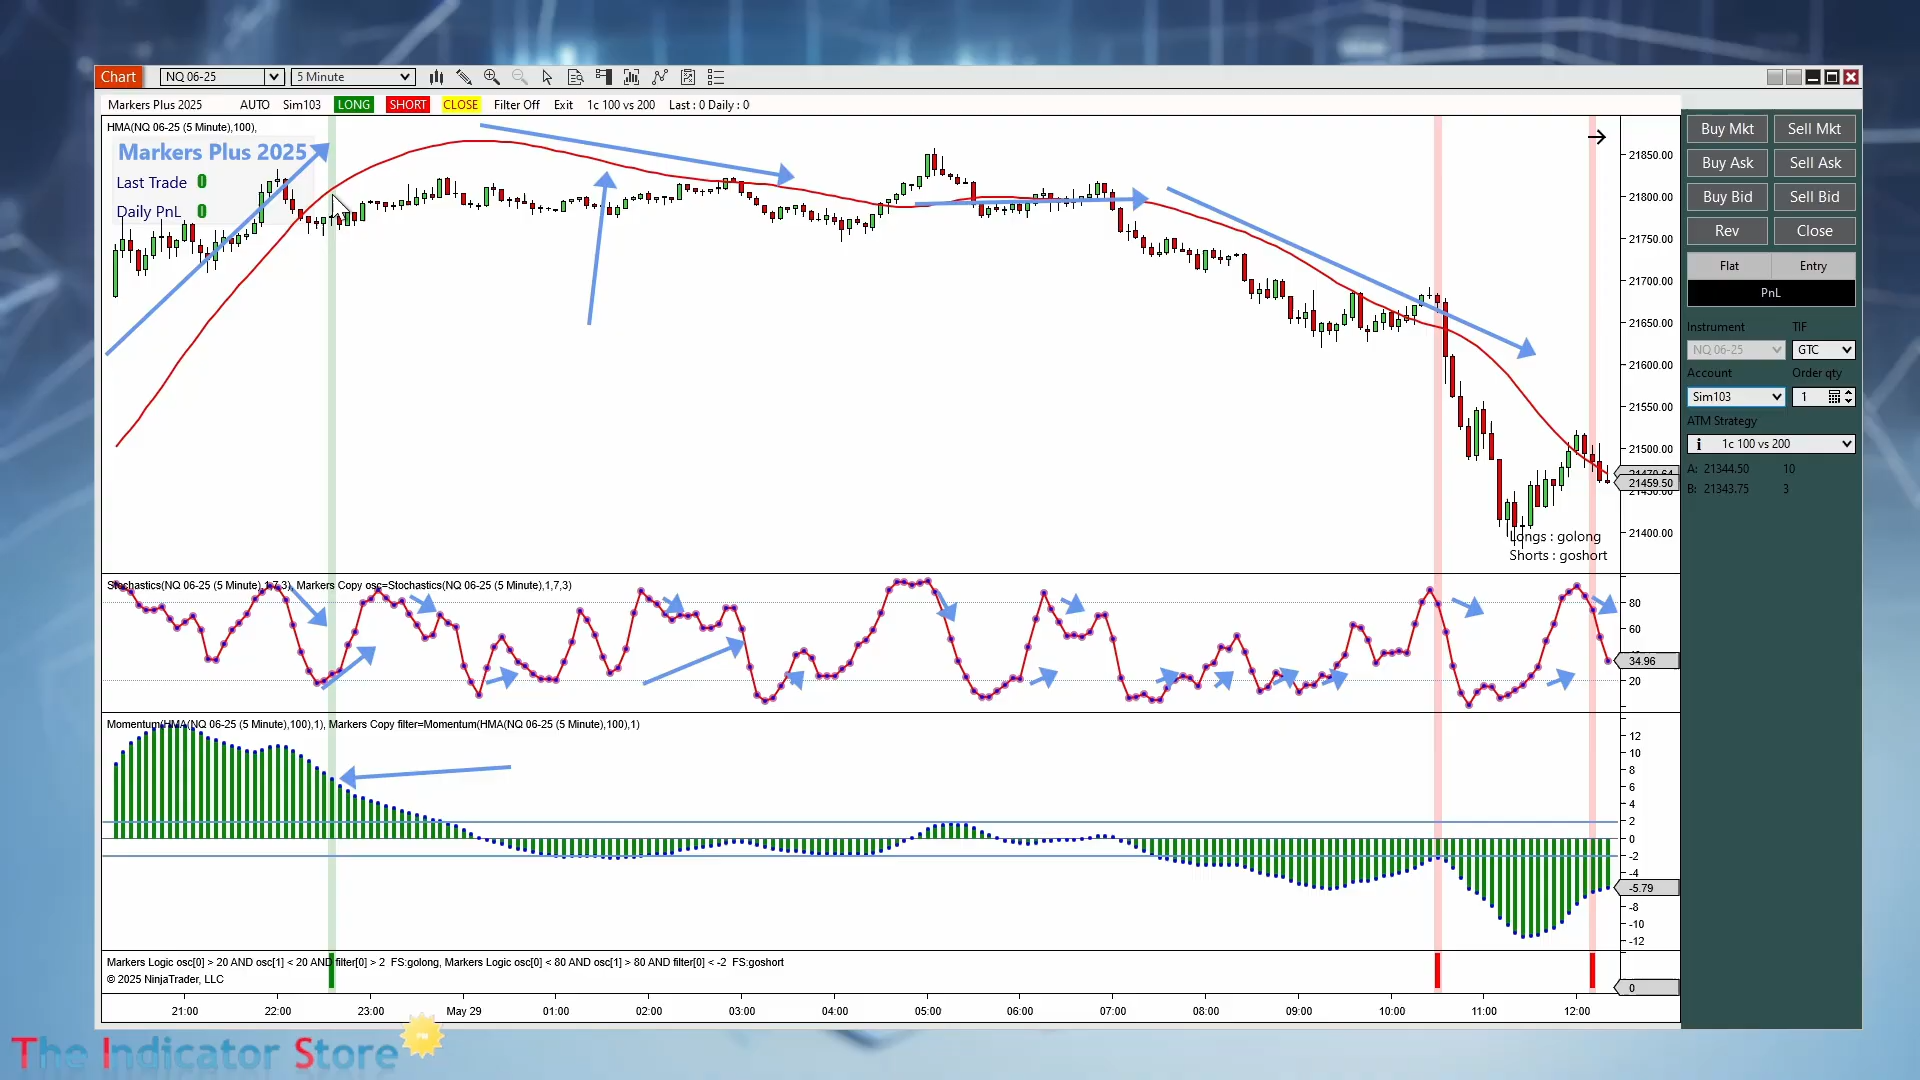 Chart NQ 06-25 5 Minute
Markers Plus 2025 AUTO Sim103 LONG SHORT CLOSE Filter Off Exit 1c 100 vs 200 Last : 0 Daily : 0
HMA(NQ 06-25 (5 Minute),100),
Markers Plus 2025
Last Trade 0
Daily PnL 0
21850.00
21800.00
21750.00
21700.00
21650.00
21600.00
21550.00
21500.00
21459.50
21450.00
21400.00
Longs : golong
Shorts : goshort
Stochastics(NQ 06-25 (5 Minute),1,7,3), Markers Copy osc=Stochastics(NQ 06-25 (5 Minute),1,7,3)
80
60
34.96
20
Momentum(HMA(NQ 06-25 (5 Minute),100),1), Markers Copy filter=Momentum(HMA(NQ 06-25 (5 Minute),100),1)
12
10
8
6
4
2
0
-2
-4
-5.79
-8
-10
-12
Markers Logic osc[0] > 20 AND osc[1] < 20 AND filter[0] > 2 FS:golong, Markers Logic osc[0] < 80 AND osc[1] > 80 AND filter[0] < -2 FS:goshort
© 2025 NinjaTrader, LLC
0
21:00 22:00 23:00 May 29 01:00 02:00 03:00 04:00 05:00 06:00 07:00 08:00 09:00 10:00 11:00 12:00
Buy Mkt Sell Mkt
Buy Ask Sell Ask
Buy Bid Sell Bid
Rev Close
Flat Entry
PnL
Instrument TIF
NQ 06-25 GTC
Account Order qty
Sim103 1
ATM Strategy
1c 100 vs 200
A: 21344.50 10
B: 21343.75 3
The Indicator Store